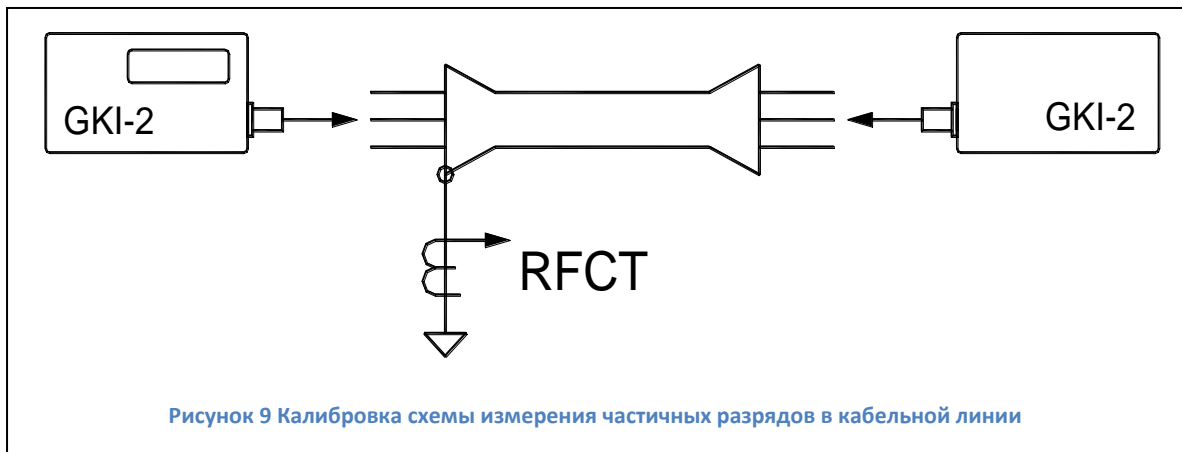 GKI-2
GKI-2
RFCT
Рисунок 9 Калибровка схемы измерения частичных разрядов в кабельной линии